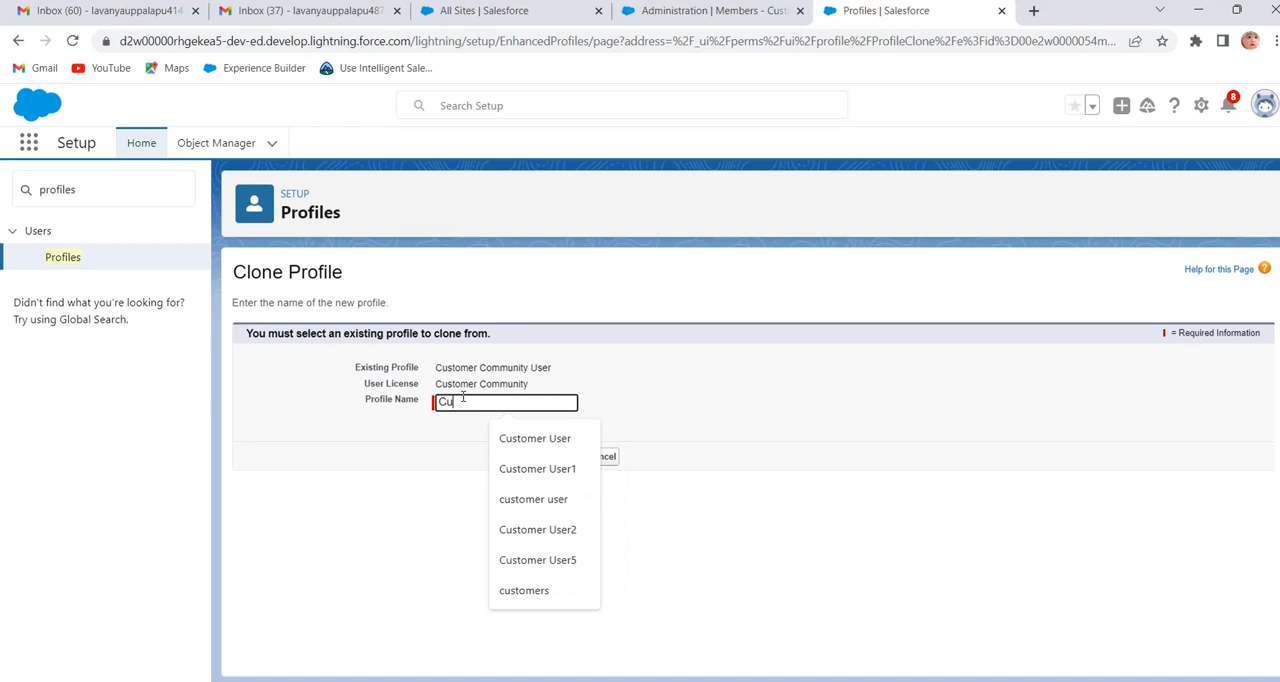 Inbox (60) - lavanyauppalapu414
Inbox (37) - lavanyauppalapu487
All Sites | Salesforce
Administration | Members - Cust
Profiles | Salesforce
d2w00000rhgekea5-dev-ed.develop.lightning.force.com/lightning/setup/EnhancedProfiles/page?address=%2F_ui%2Fperms%2Fui%2Fprofile%2FProfileClone%2Fe%3Fid%3D00e2w0000054m...
Gmail
YouTube
Maps
Experience Builder
Use Intelligent Sale...
Search Setup
8
Setup
Home
Object Manager
profiles
Users
Profiles
Didn't find what you're looking for?
Try using Global Search.
SETUP
Profiles
Clone Profile
Help for this Page
Enter the name of the new profile.
You must select an existing profile to clone from.
= Required Information
Existing Profile Customer Community User
User License Customer Community
Profile Name Cu
ncel
Customer User
Customer User1
customer user
Customer User2
Customer User5
customers